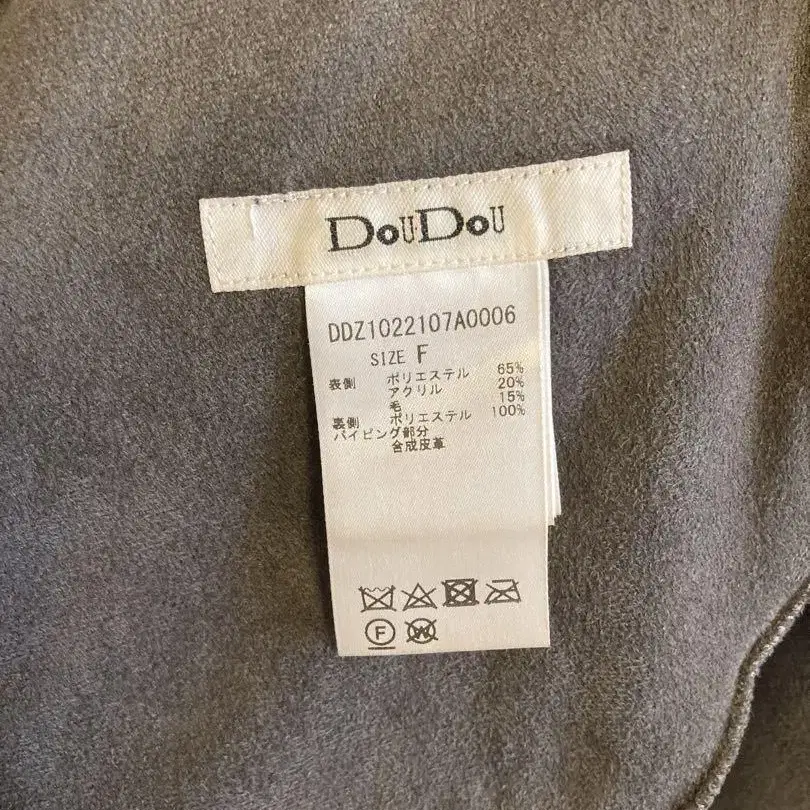 DOU·DOU
DDZ1022107A0006
SIZE F
表側 ポリエステル 65%
アクリル 20%
毛 15%
裏側 ポリエステル 100%
パイピング部分
合成皮革
F W